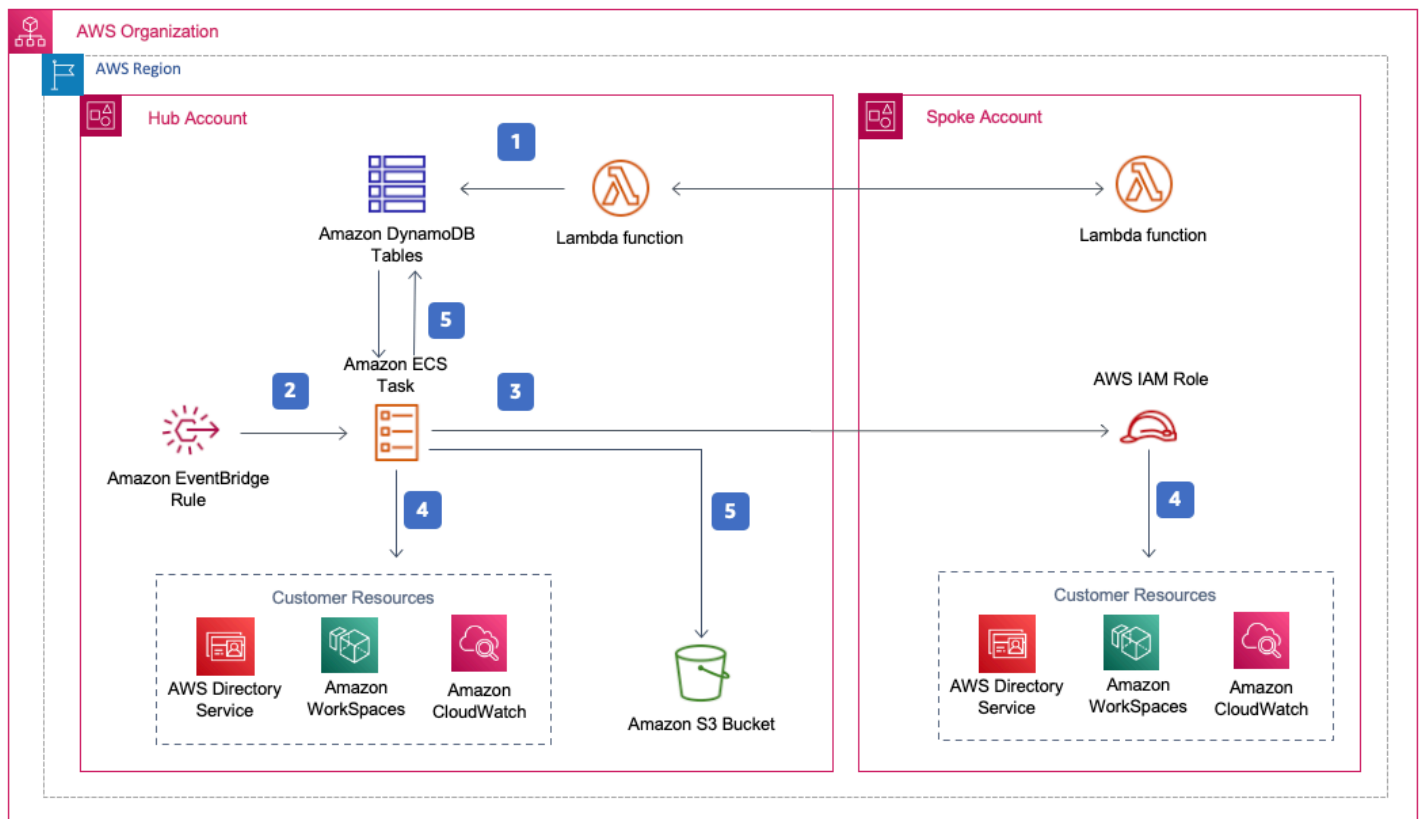 AWS Organization
AWS Region
Hub Account
Spoke Account
1
Amazon DynamoDB
Tables
Lambda function
Lambda function
5
Amazon ECS
Task
2
3
AWS IAM Role
Amazon EventBridge
Rule
4
5
4
Customer Resources
AWS Directory
Service
Amazon
WorkSpaces
Amazon
CloudWatch
Amazon S3 Bucket
Customer Resources
AWS Directory
Service
Amazon
WorkSpaces
Amazon
CloudWatch